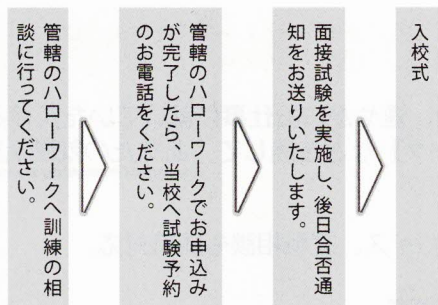 管轄のハローワークへ訓練の相
談に行ってください。
管轄のハローワークでお申込み
が完了したら、当校へ試験予約
のお電話をください。
面接試験を実施し、後日合否通
知をお送りいたします。
入校式